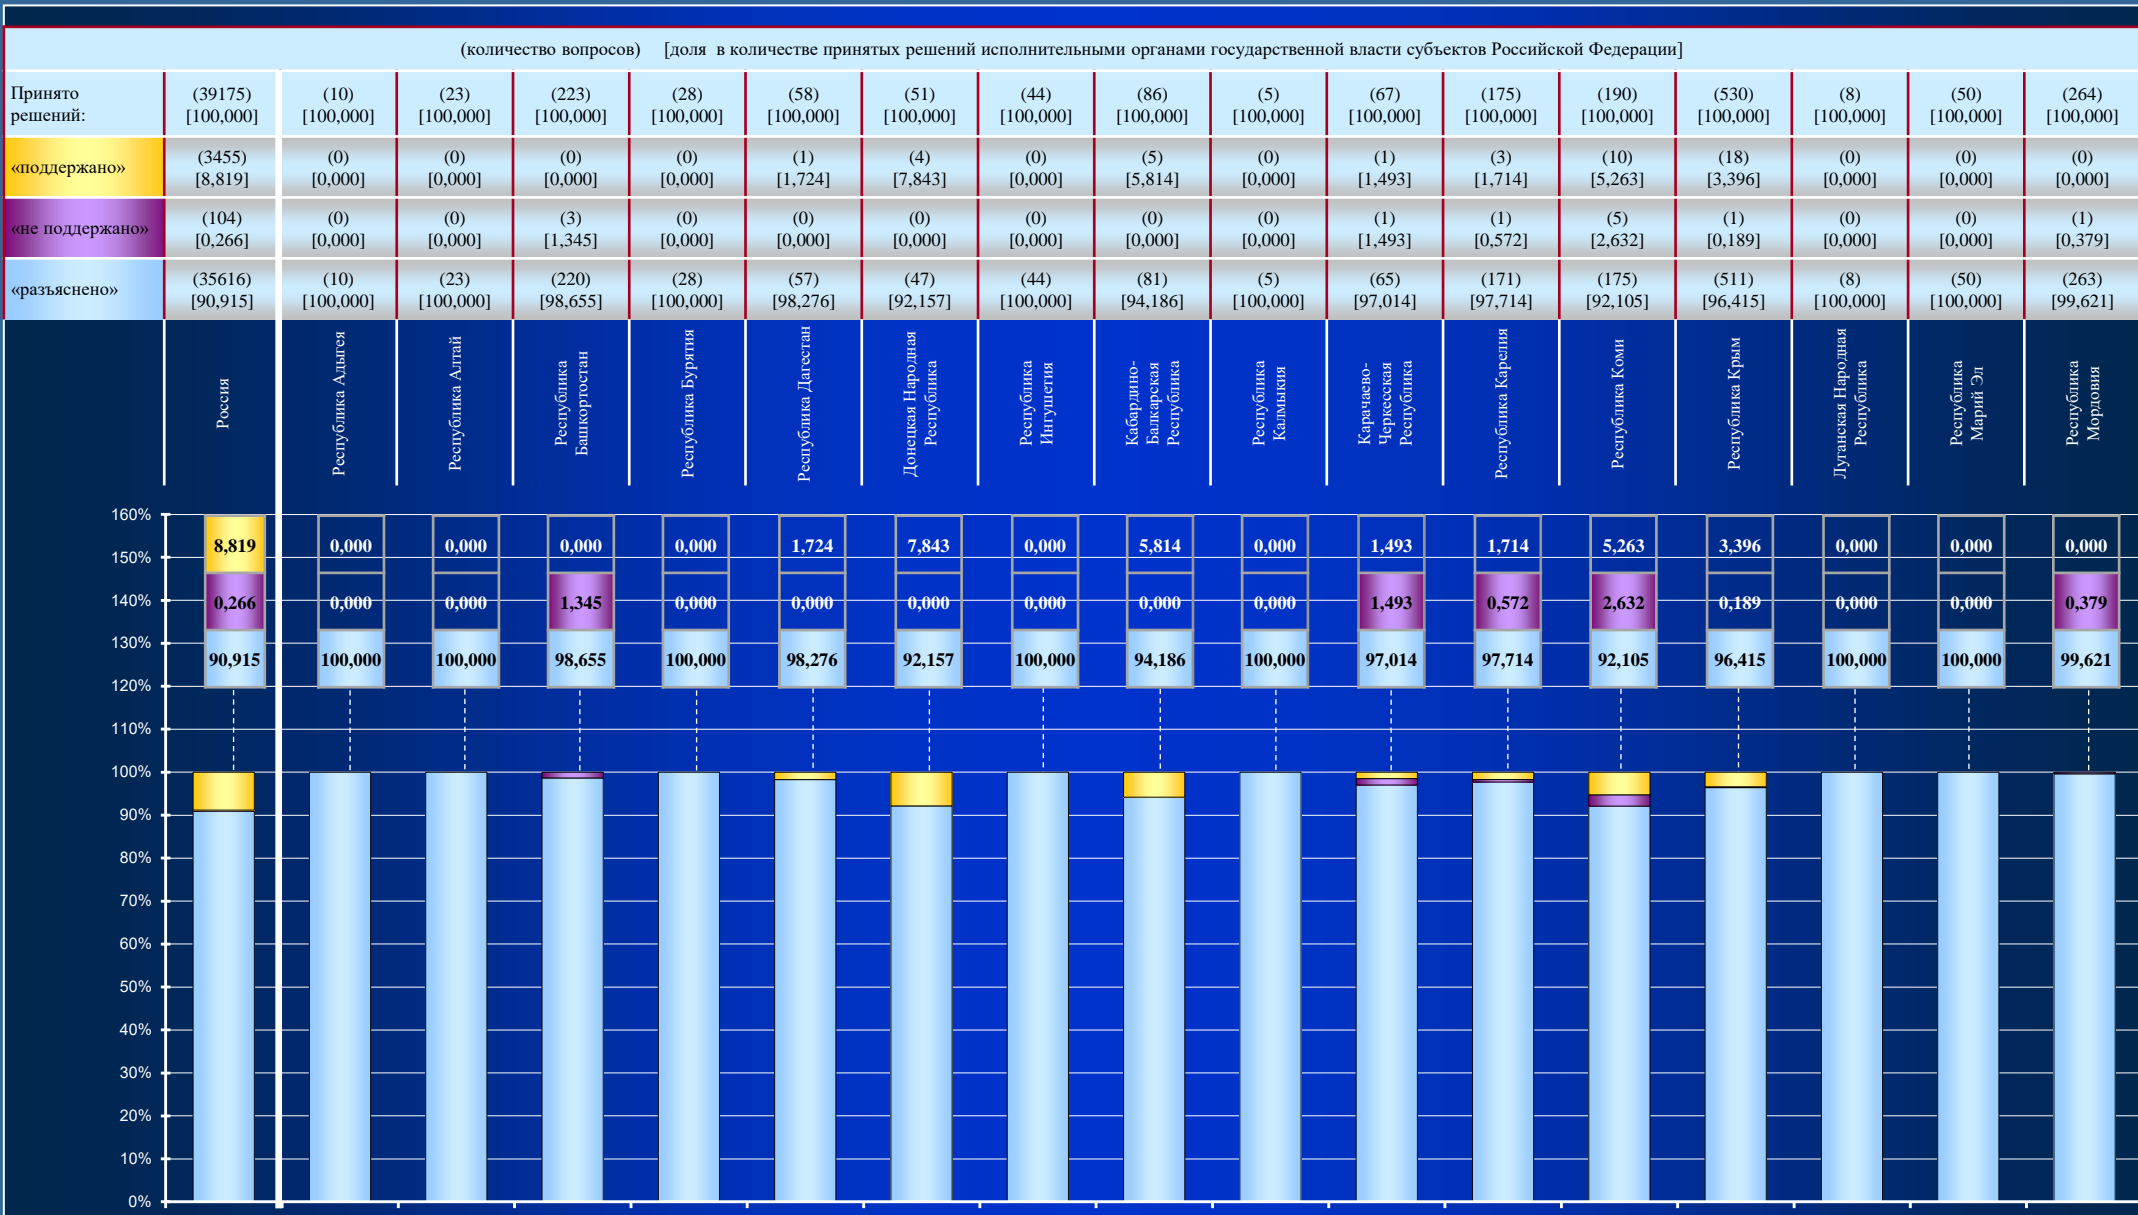 (количество вопросов) [доля в количестве принятых решений исполнительными органами государственной власти субъектов Российской Федерации]
Принято решений: (39175) (10) (23) (223) (28) (58) (51) (44) (86) (5) (67) (175) (190) (530) (8) (50) (264)
[100,000] [100,000] [100,000] [100,000] [100,000] [100,000] [100,000] [100,000] [100,000] [100,000] [100,000] [100,000] [100,000] [100,000] [100,000] [100,000] [100,000]
«поддержано» (3455) (0) (0) (0) (0) (1) (4) (0) (5) (0) (1) (3) (10) (18) (0) (0) (0)
[8,819] [0,000] [0,000] [0,000] [0,000] [1,724] [7,843] [0,000] [5,814] [0,000] [1,493] [1,714] [5,263] [3,396] [0,000] [0,000] [0,000]
«не поддержано» (104) (0) (0) (3) (0) (0) (0) (0) (0) (0) (1) (1) (5) (1) (0) (0) (1)
[0,266] [0,000] [0,000] [1,345] [0,000] [0,000] [0,000] [0,000] [0,000] [0,000] [1,493] [0,572] [2,632] [0,189] [0,000] [0,000] [0,379]
«разъяснено» (35616) (10) (23) (220) (28) (57) (47) (44) (81) (5) (65) (171) (175) (511) (8) (50) (263)
[90,915] [100,000] [100,000] [98,655] [100,000] [98,276] [92,157] [100,000] [94,186] [100,000] [97,014] [97,714] [92,105] [96,415] [100,000] [100,000] [99,621]
Россия
Республика Адыгея
Республика Алтай
Республика
Башкортостан
Республика Бурятия
Республика Дагестан
Донецкая Народная
Республика
Республика
Ингушетия
Кабардино-
Балкарская
Республика
Республика
Калмыкия
Карачаево-
Черкесская
Республика
Республика Карелия
Республика Коми
Республика Крым
Луганская Народная
Республика
Республика
Марий Эл
Республика
Мордовия
160%
8,819 0,000 0,000 0,000 0,000 1,724 7,843 0,000 5,814 0,000 1,493 1,714 5,263 3,396 0,000 0,000 0,000
150%
140% 0,266 0,000 0,000 1,345 0,000 0,000 0,000 0,000 0,000 0,000 1,493 0,572 2,632 0,189 0,000 0,000 0,379
130%
90,915 100,000 100,000 98,655 100,000 98,276 92,157 100,000 94,186 100,000 97,014 97,714 92,105 96,415 100,000 100,000 99,621
120%
110%
100%
90%
80%
70%
60%
50%
40%
30%
20%
10%
0%